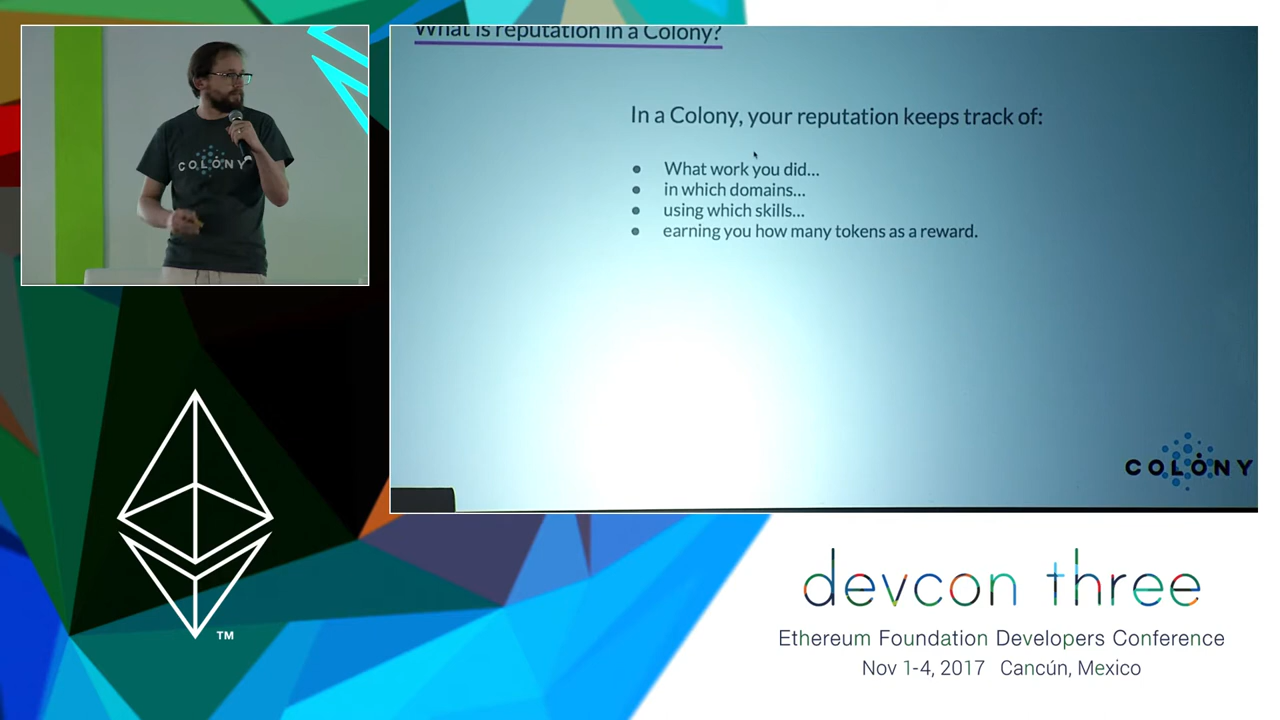 What is reputation in a Colony?
In a Colony, your reputation keeps track of:
What work you did...
in which domains...
using which skills...
earning you how many tokens as a reward.
COLONY
COLONY
TM
devcon three
Ethereum Foundation Developers Conference
Nov 1-4, 2017 Cancún, Mexico